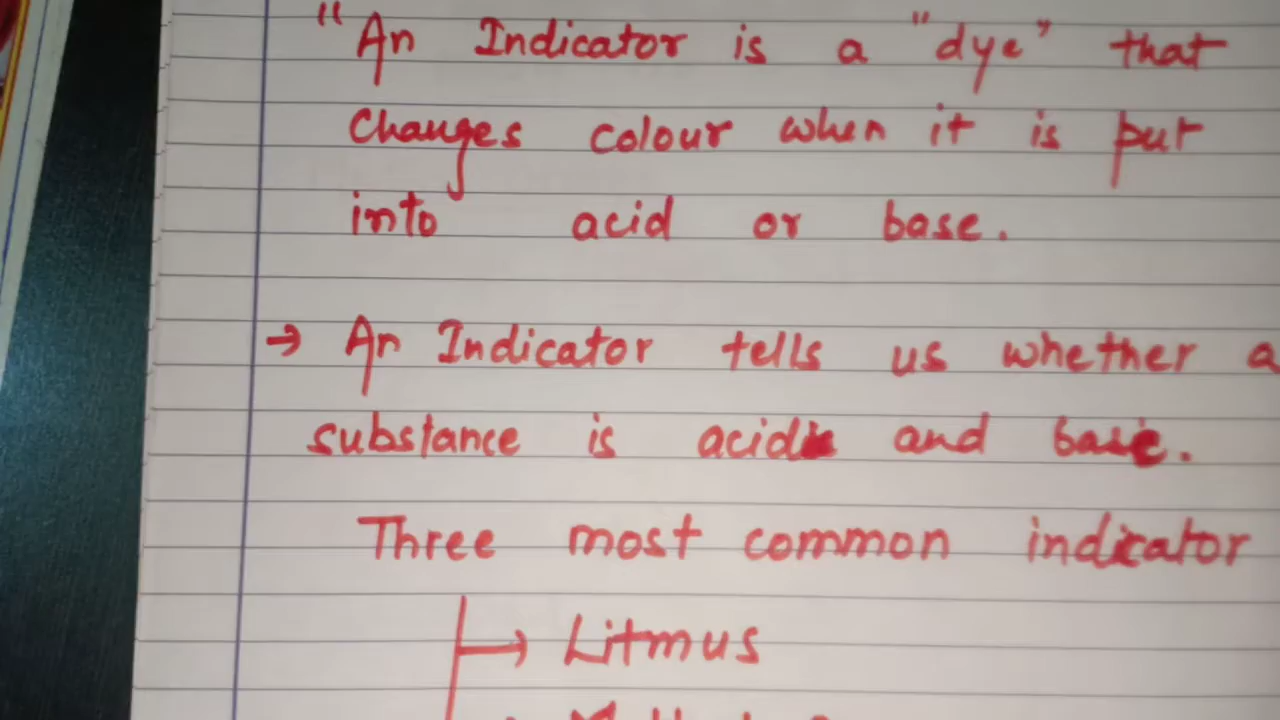 "An Indicator is a "dye" that
changes colour when it is put
into acid or base.
→ An Indicator tells us whether a
substance is acidic and basic.
Three most common indicator
→ Litmus